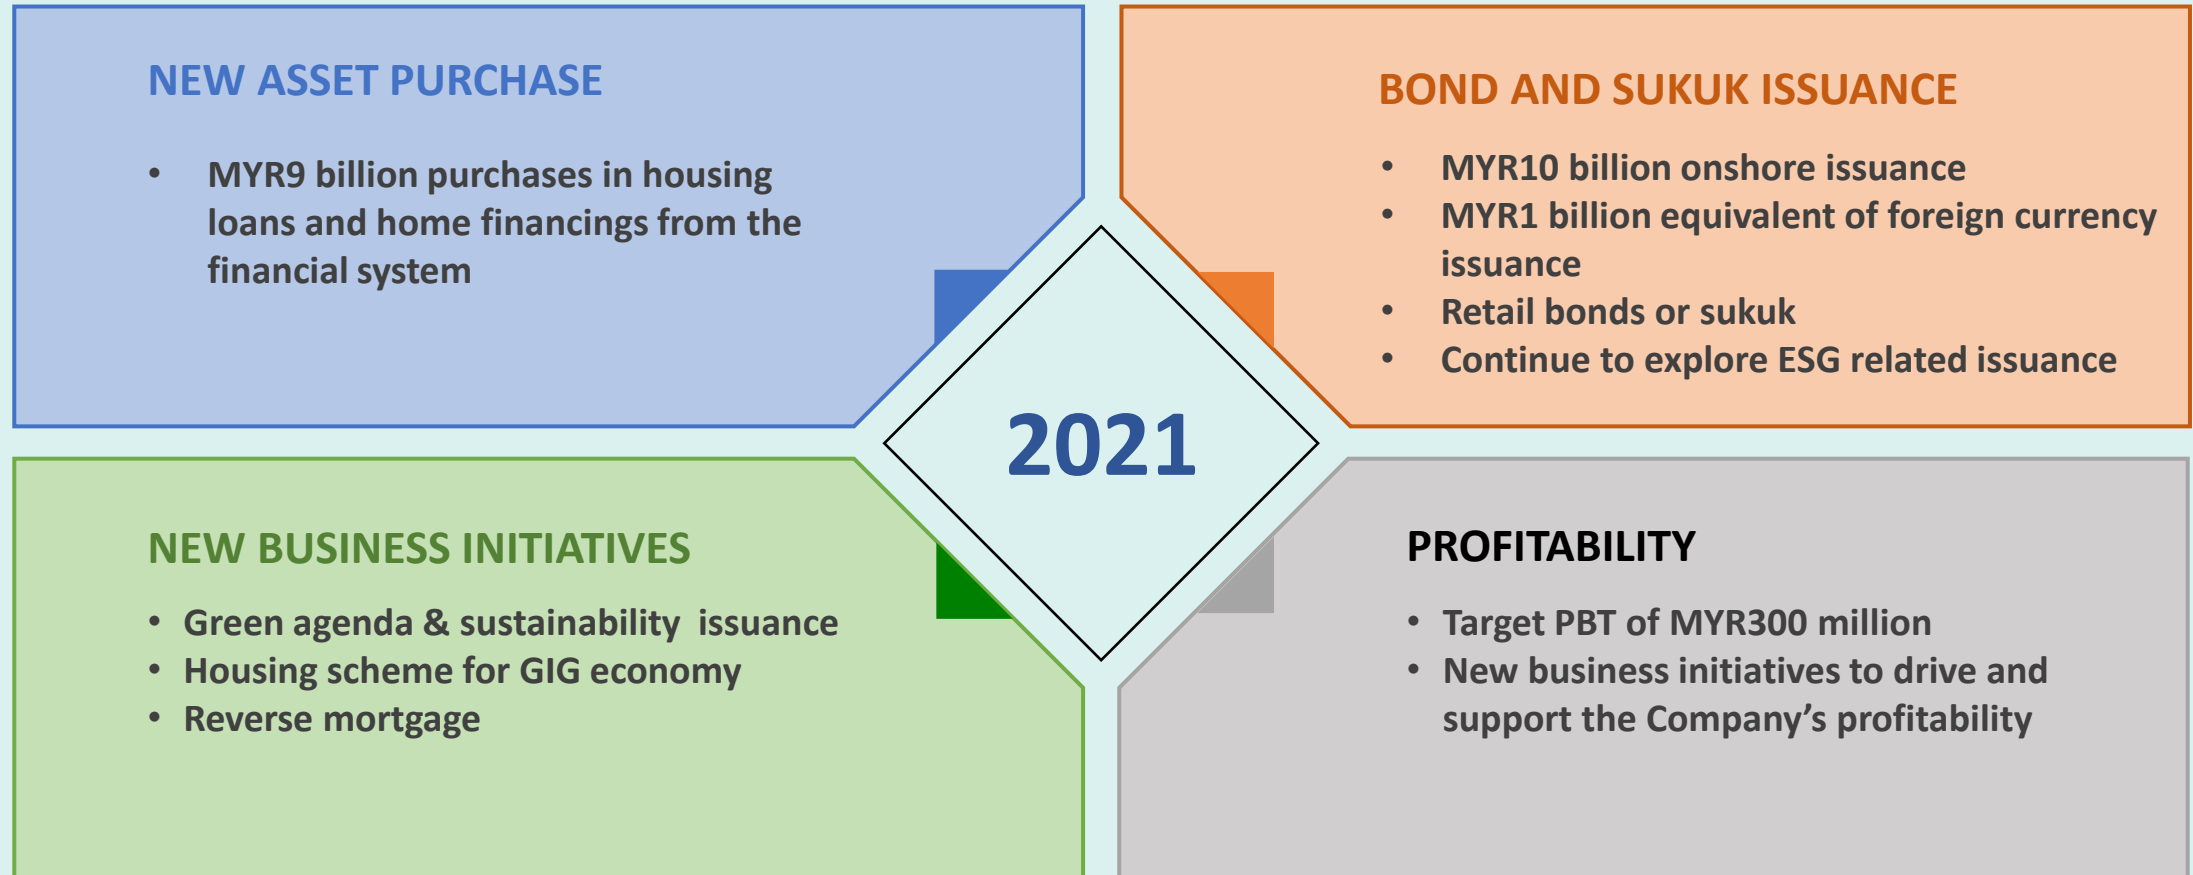 NEW ASSET PURCHASE
• MYR9 billion purchases in housing
loans and home financings from the
financial system
BOND AND SUKUK ISSUANCE
• MYR10 billion onshore issuance
• MYR1 billion equivalent of foreign currency
issuance
• Retail bonds or sukuk
• Continue to explore ESG related issuance
2021
NEW BUSINESS INITIATIVES
• Green agenda & sustainability  issuance
• Housing scheme for GIG economy
• Reverse mortgage
PROFITABILITY
• Target PBT of MYR300 million
• New business initiatives to drive and
support the Company’s profitability